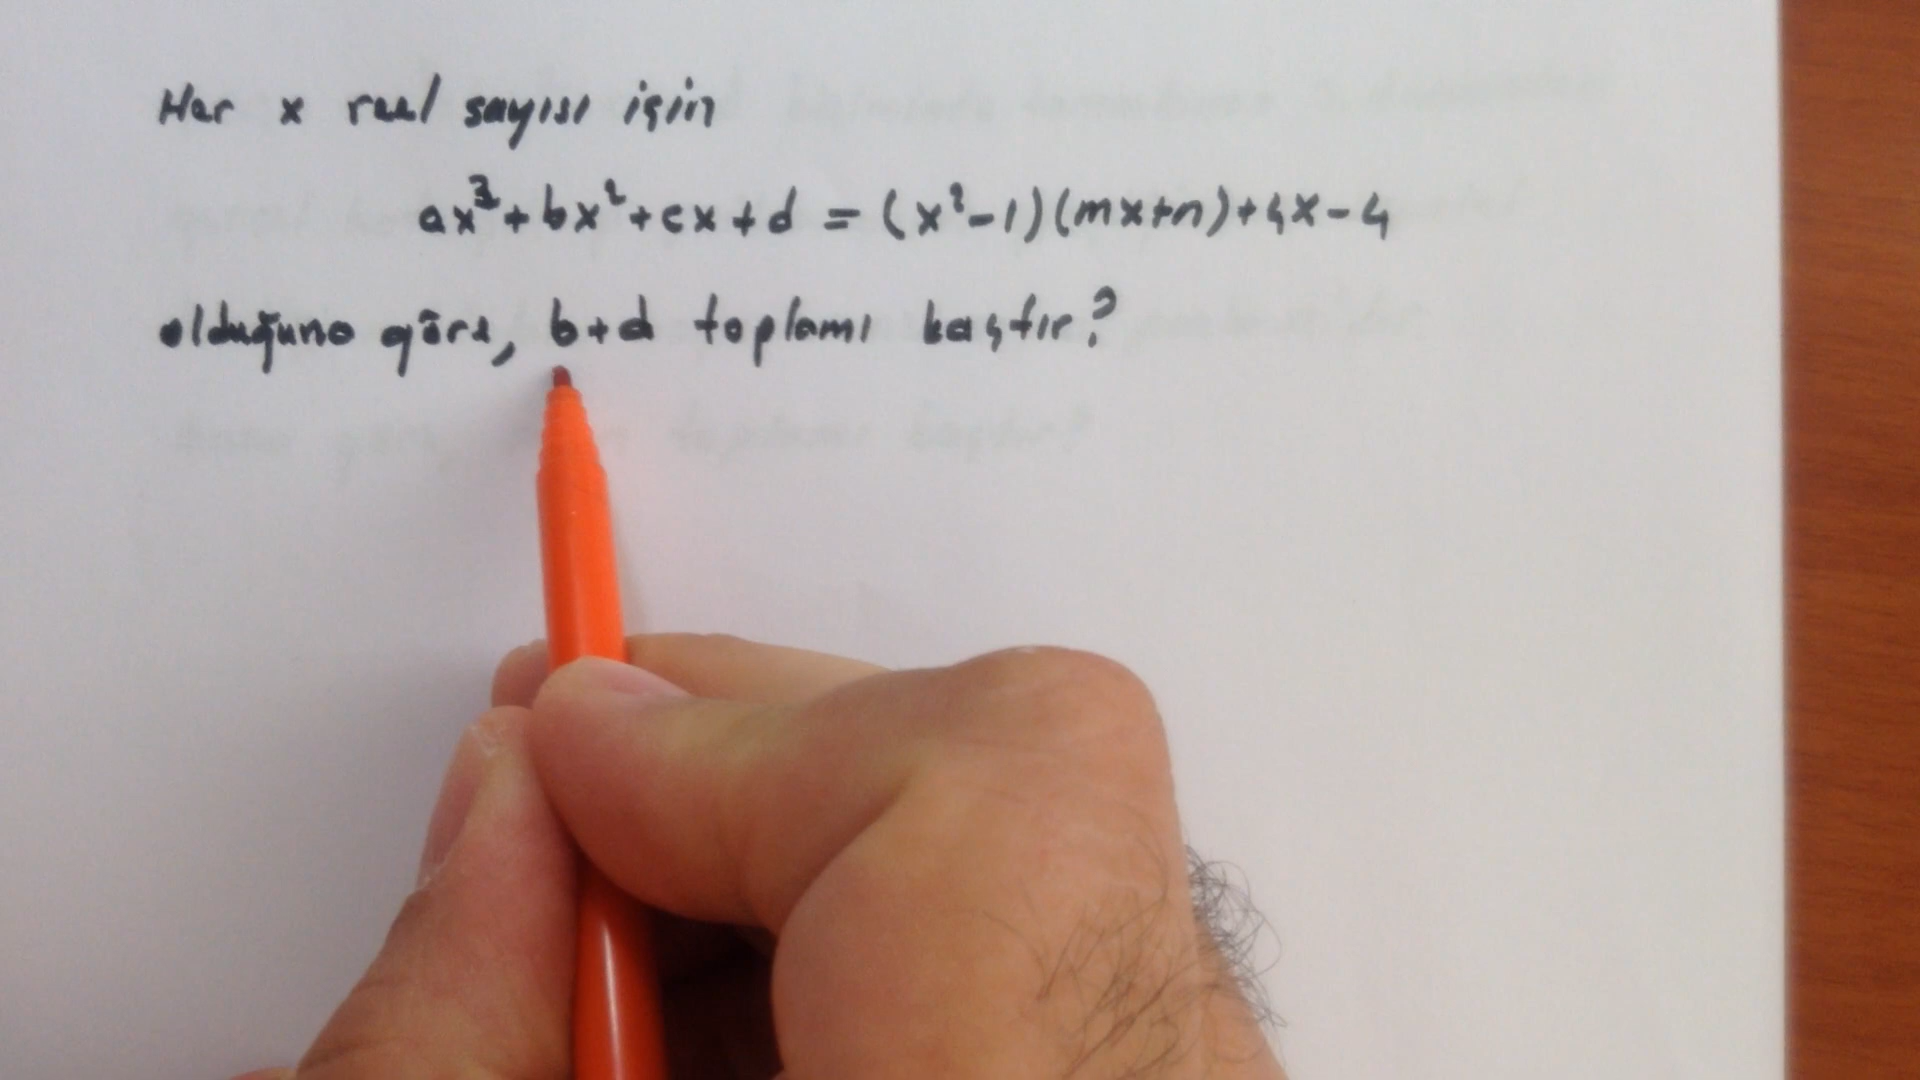 Her x reel sayısı için
ax³+bx²+cx+d = (x²-1)(mx+n)+4x-4
olduğuna göre, b+d toplamı kaçtır?